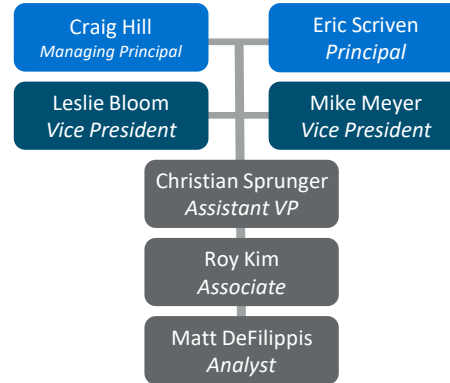 Craig Hill
Managing Principal
Eric Scriven
Principal
Leslie Bloom
Vice President
Mike Meyer
Vice President
Christian Sprunger
Assistant VP
Roy Kim
Associate
Matt DeFilippis
Analyst